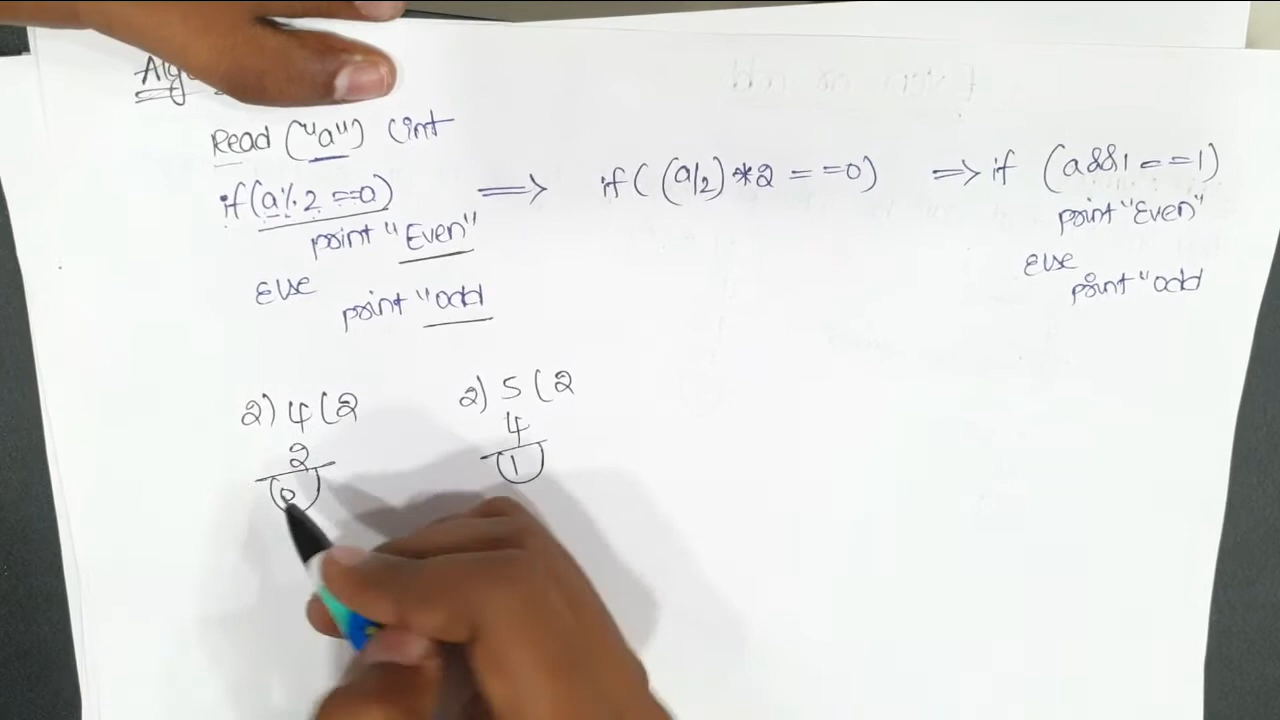 Algo
Read ("a") (int
if(a%2==0) => if((a/2)*2 ==0) => if (a&&1==1)
print "Even" print "Even"
else else
print "odd print "odd
2) 4 (2 2) 5 (2
2 4
0 1